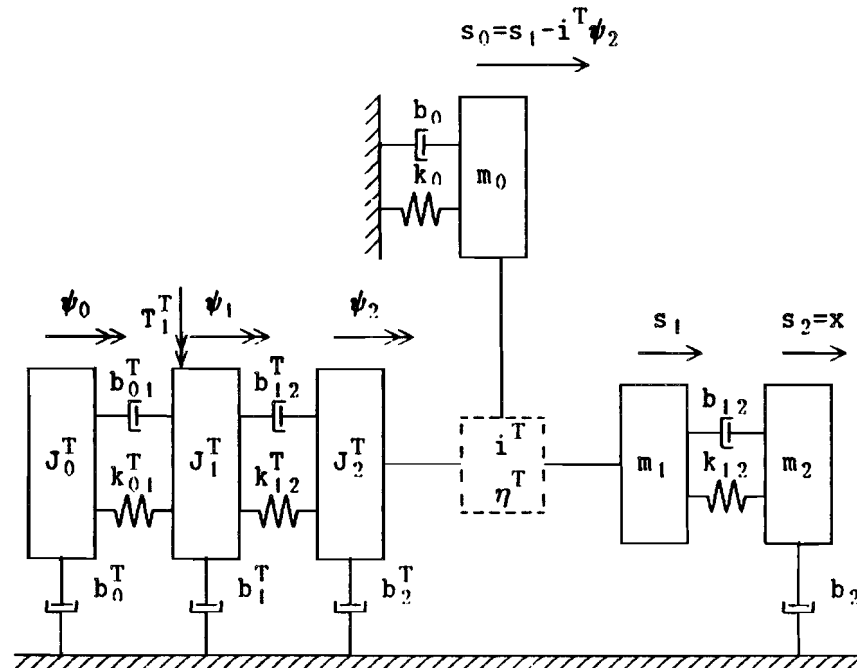 s₀=s₁-iᵀψ₂
b₀
k₀
m₀
ψ₀
T₁ᵀ
ψ₁
ψ₂
s₁
s₂=x
b₀₁ᵀ
b₁₂ᵀ
b₁₂
J₀ᵀ
J₁ᵀ
J₂ᵀ
iᵀ
ηᵀ
m₁
m₂
k₀₁ᵀ
k₁₂ᵀ
k₁₂
b₀ᵀ
b₁ᵀ
b₂ᵀ
b₂